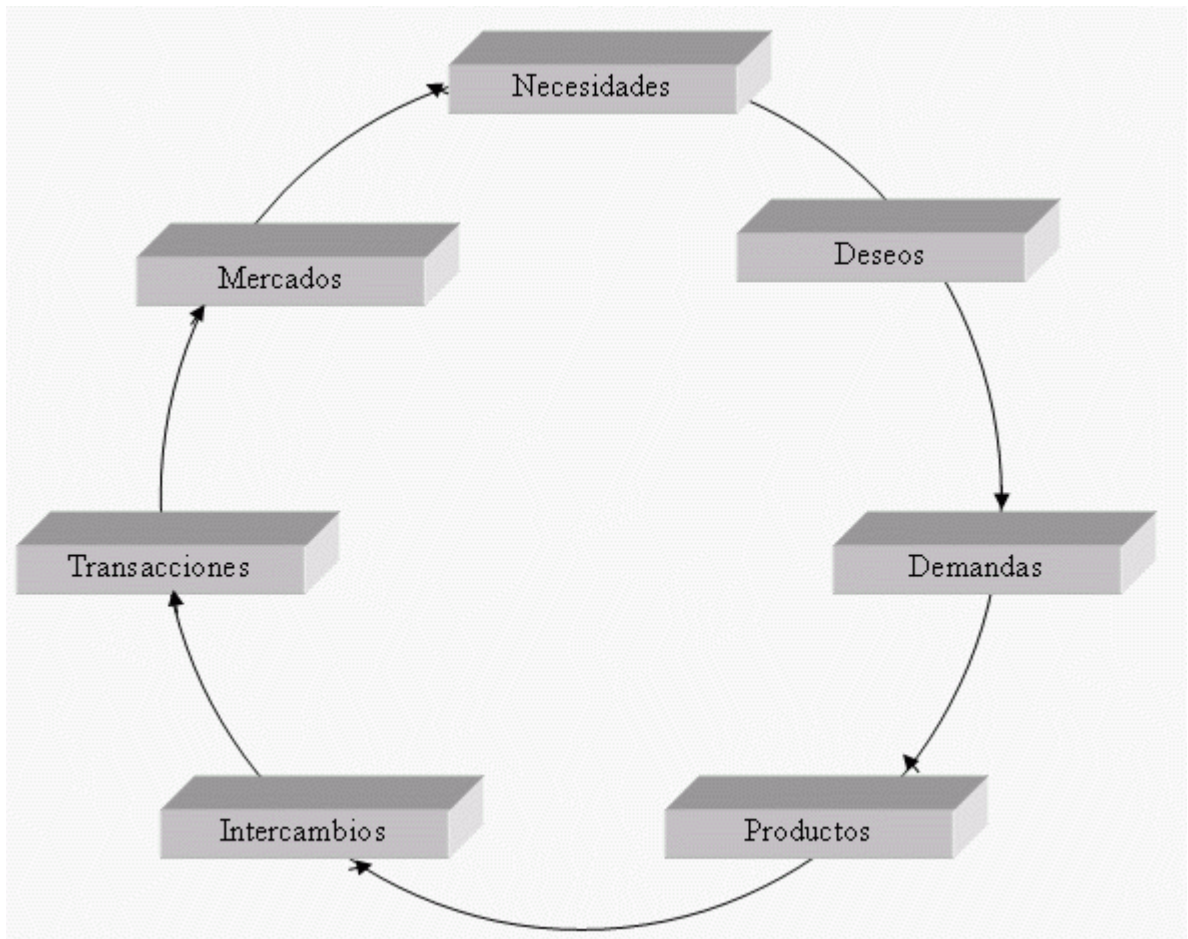 Necesidades
Deseos
Demandas
Productos
Intercambios
Transacciones
Mercados